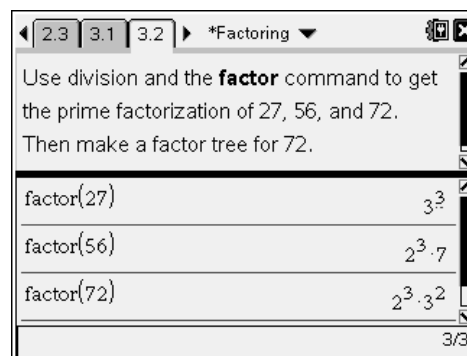 2.3 3.1 3.2 *Factoring
Use division and the factor command to get
the prime factorization of 27, 56, and 72.
Then make a factor tree for 72.
factor(27) 3³
factor(56) 2³·7
factor(72) 2³·3²
3/3